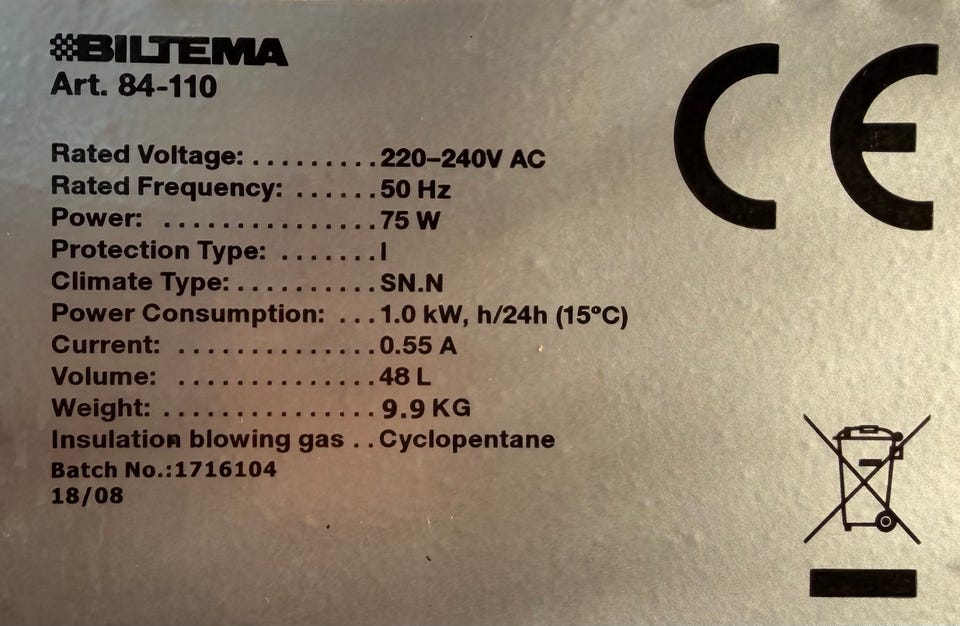 BILTEMA
Art. 84-110
Rated Voltage: .........220–240V AC
Rated Frequency: ......50 Hz
Power: ...............75 W
Protection Type: .......I
Climate Type:..........SN.N
Power Consumption: ...1.0 kW, h/24h (15ºC)
Current: ..............0.55 A
Volume: ..............48 L
Weight: ...............9.9 KG
Insulation blowing gas ..Cyclopentane
Batch No.:1716104
18/08
CE